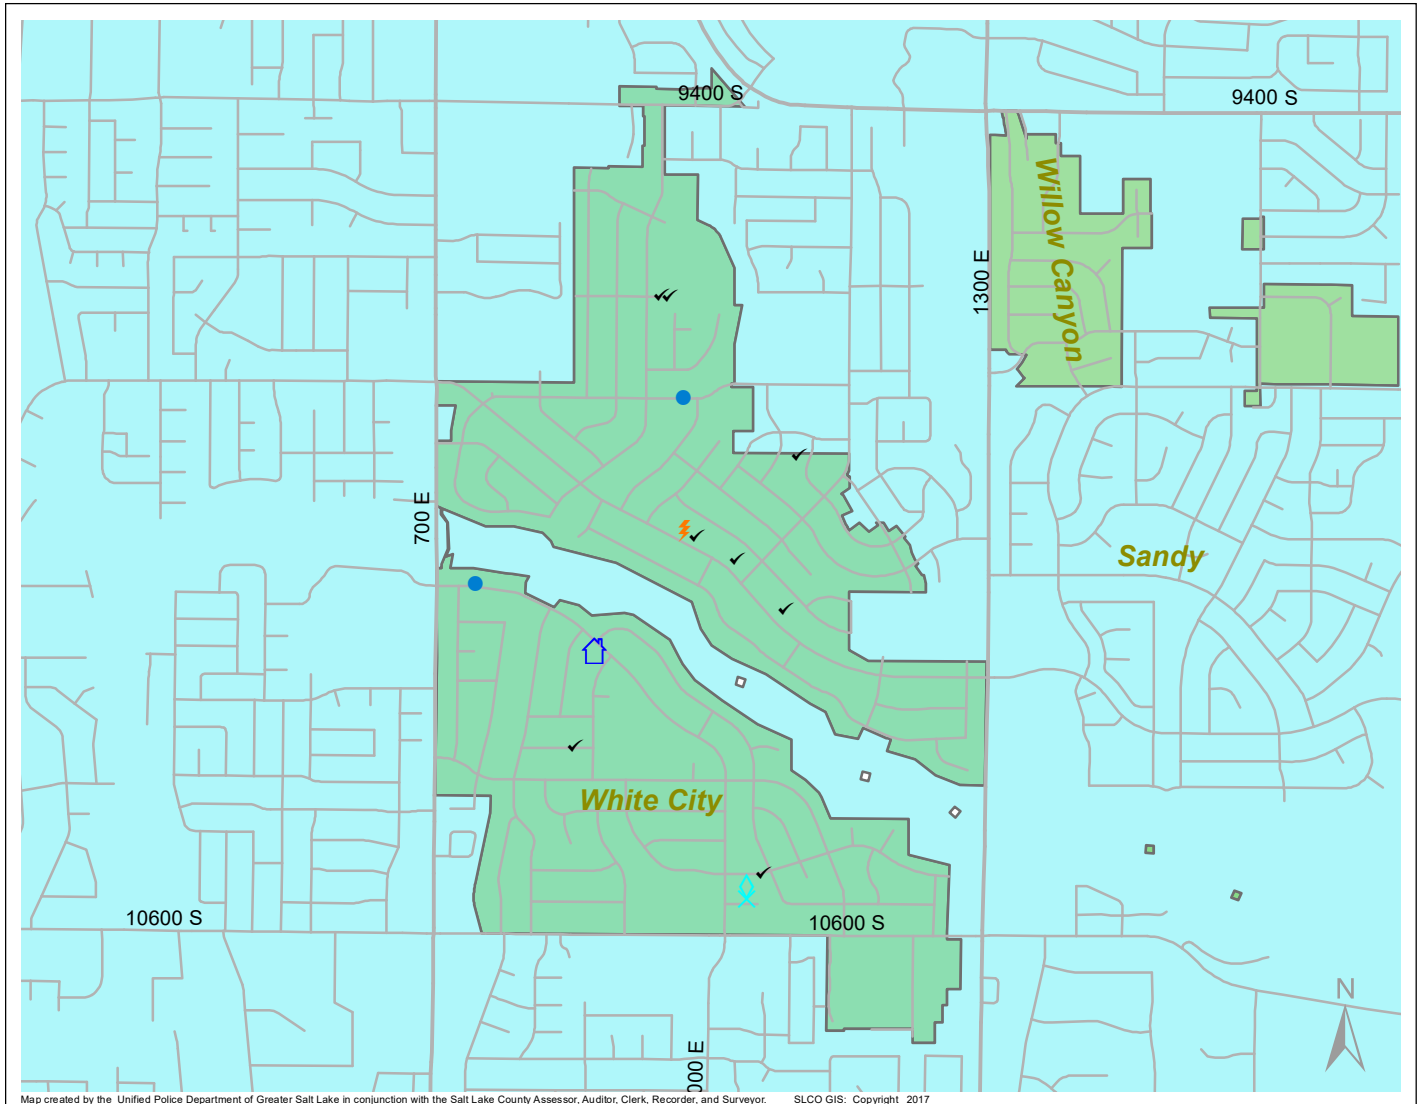 9400 S
9400 S
Willow Canyon
1300 E
700 E
Sandy
White City
10600 S
10600 S
N
000 E
Map created by the Unified Police Department of Greater Salt Lake in conjunction with the Salt Lake County Assessor, Auditor, Clerk, Recorder, and Surveyor. SLCO GIS: Copyright 2017